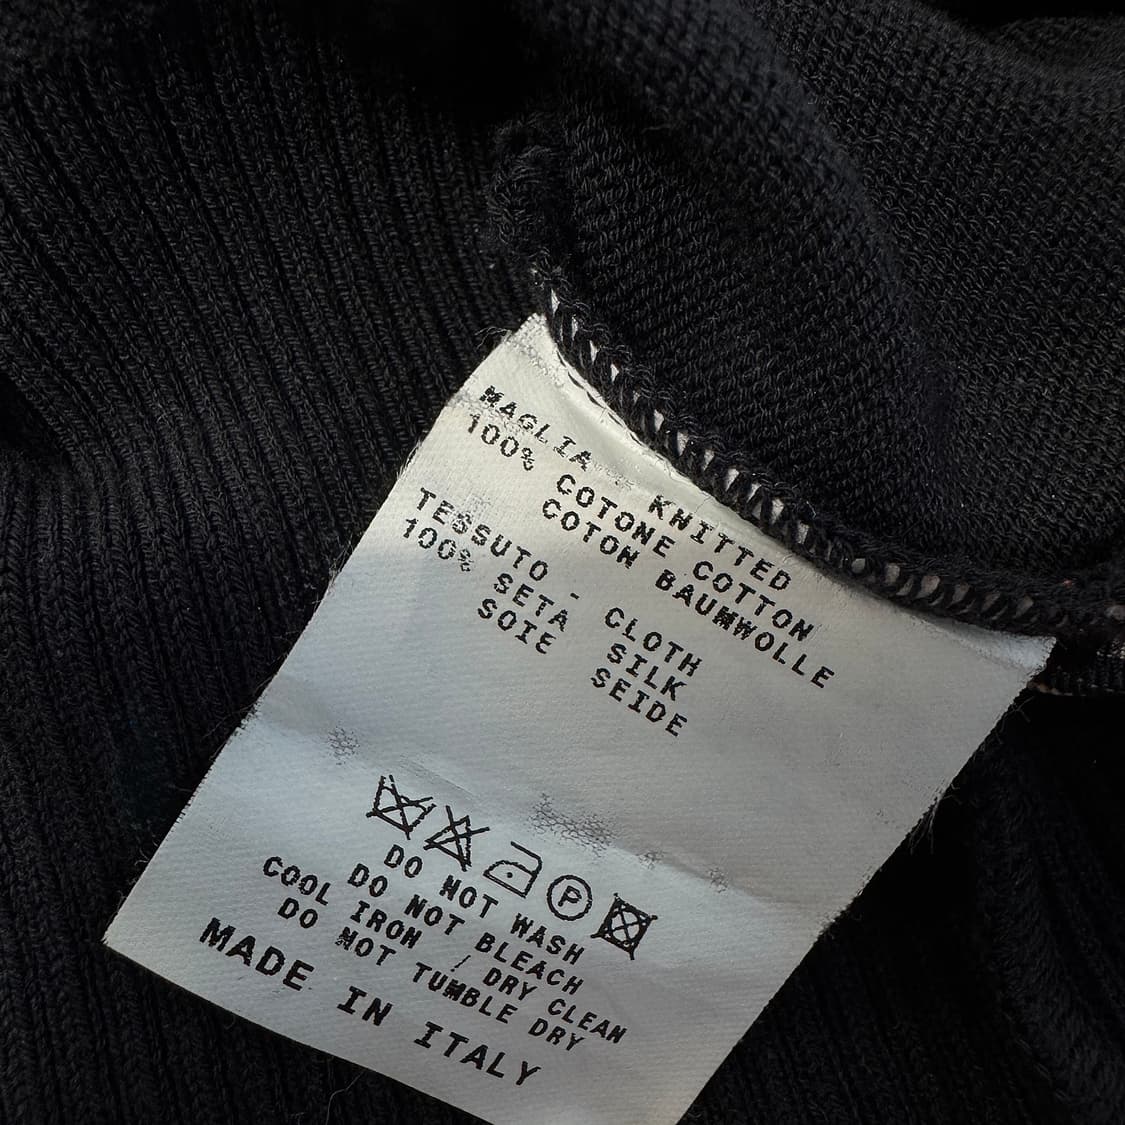 MAGLIA - KNITTED
100% COTONE COTTON
COTON BAUMWOLLE
TESSUTO - CLOTH
100% SETA SILK
SOIE SEIDE
P
DO NOT WASH
DO NOT BLEACH
COOL IRON / DRY CLEAN
DO NOT TUMBLE DRY
MADE IN ITALY